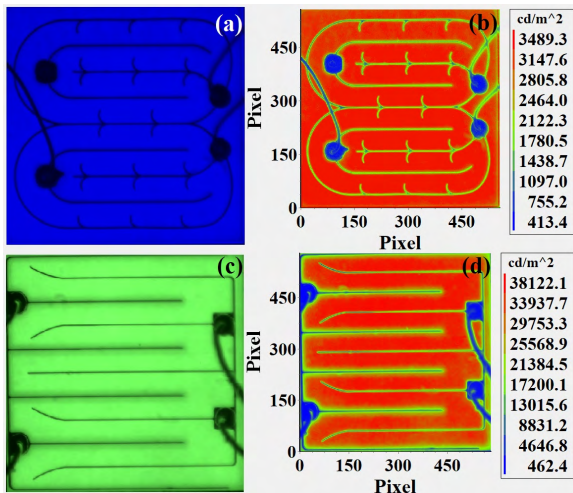 (a)
(b)
Pixel
450
300
150
0
0 150 300 450
Pixel
cd/m^2
3489.3
3147.6
2805.8
2464.0
2122.3
1780.5
1438.7
1097.0
755.2
413.4
(c)
(d)
Pixel
450
300
150
0
0 150 300 450
Pixel
cd/m^2
38122.1
33937.7
29753.3
25568.9
21384.5
17200.1
13015.6
8831.2
4646.8
462.4